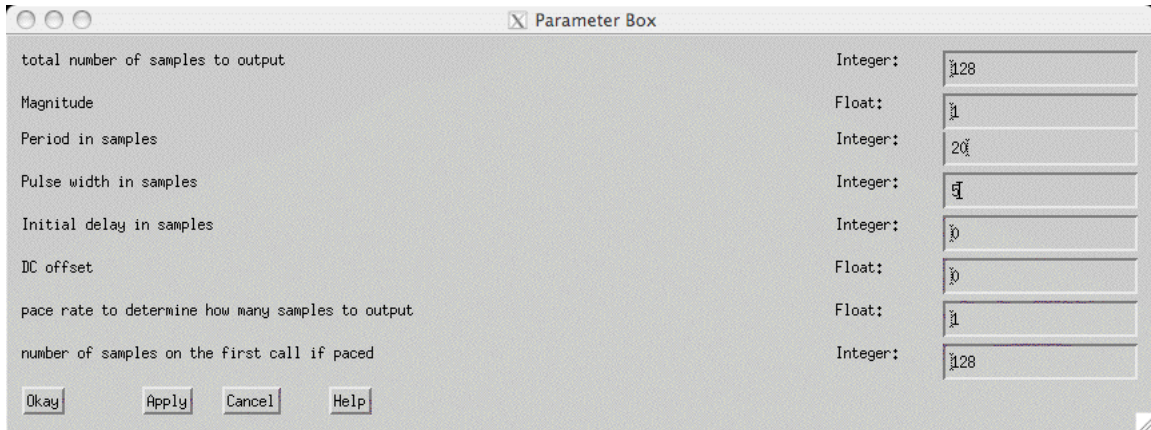 X Parameter Box
total number of samples to output Integer: 128
Magnitude Float: 1
Period in samples Integer: 20
Pulse width in samples Integer: 5
Initial delay in samples Integer: 0
DC offset Float: 0
pace rate to determine how many samples to output Float: 1
number of samples on the first call if paced Integer: 128
Okay Apply Cancel Help